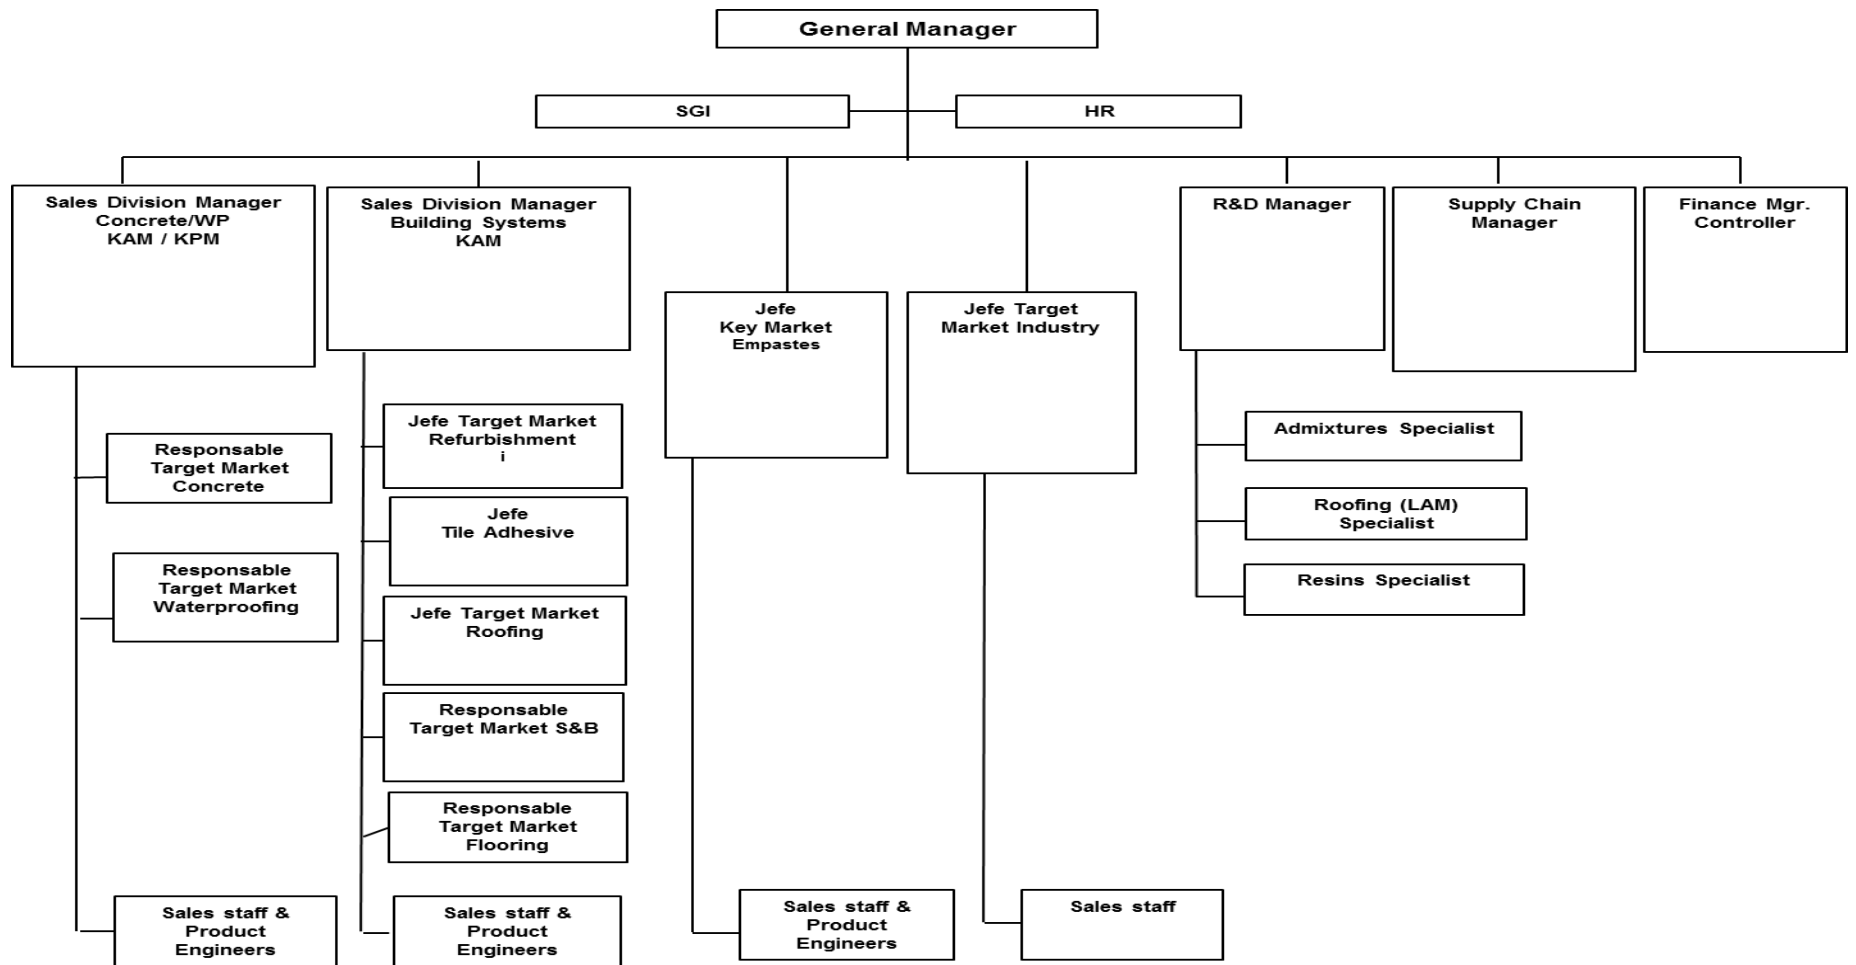 General Manager
SGI
HR
Sales Division Manager
Concrete/WP
KAM / KPM
Sales Division Manager
Building Systems
KAM
Jefe
Key Market
Empastes
Jefe Target
Market Industry
R&D Manager
Supply Chain
Manager
Finance Mgr.
Controller
Responsable
Target Market
Concrete
Responsable
Target Market
Waterproofing
Sales staff &
Product
Engineers
Jefe Target Market
Refurbishment
i
Jefe
Tile Adhesive
Jefe Target Market
Roofing
Responsable
Target Market S&B
Responsable
Target Market
Flooring
Sales staff &
Product
Engineers
Sales staff &
Product
Engineers
Sales staff
Admixtures Specialist
Roofing (LAM)
Specialist
Resins Specialist